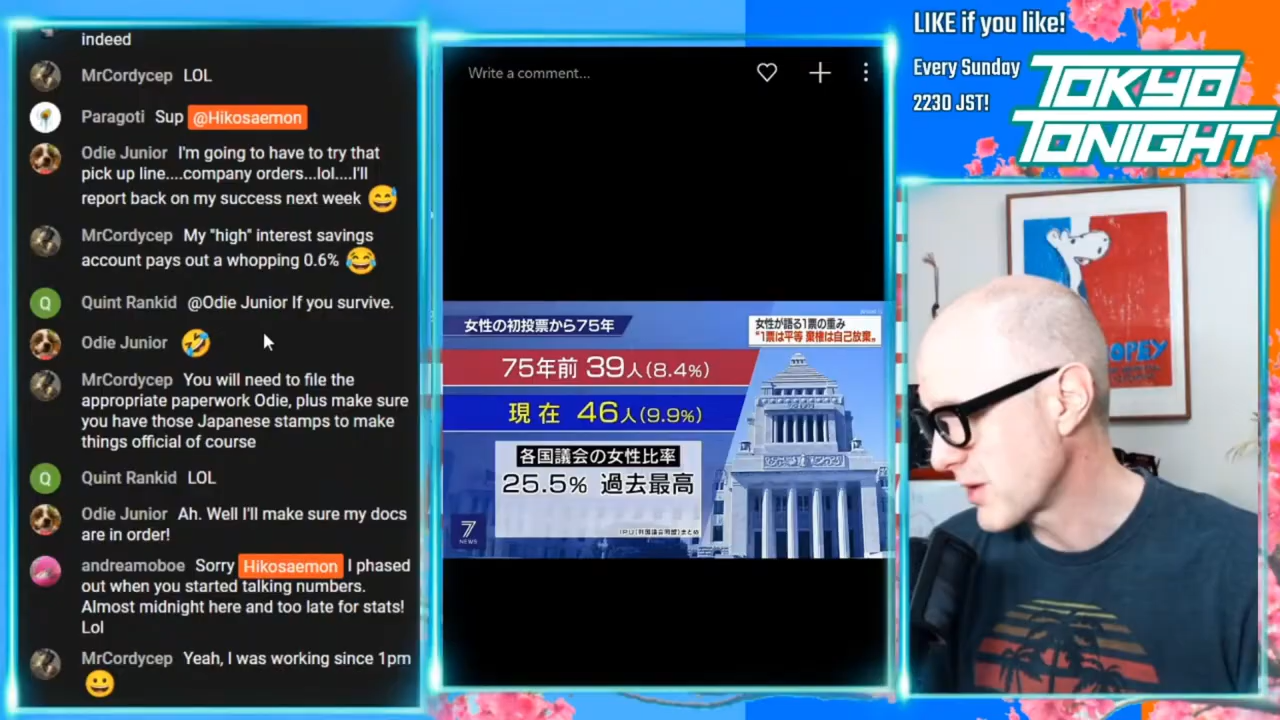 indeed
MrCordycep LOL
Paragoti Sup @Hikosaemon
Odie Junior I'm going to have to try that
pick up line....company orders...lol....I'll
report back on my success next week 😅
MrCordycep My "high" interest savings
account pays out a whopping 0.6% 😂
Q
Quint Rankid @Odie Junior If you survive.
Odie Junior 🤣
MrCordycep You will need to file the
appropriate paperwork Odie, plus make sure
you have those Japanese stamps to make
things official of course
Q
Quint Rankid LOL
Odie Junior Ah. Well I'll make sure my docs
are in order!
andreamoboe Sorry Hikosaemon I phased
out when you started talking numbers.
Almost midnight here and too late for stats!
Lol
MrCordycep Yeah, I was working since 1pm
😀
Write a comment...
女性の初投票から75年
女性が語る1票の重み
"1票は平等 棄権は自己放棄"
75年前 39人(8.4%)
現在 46人(9.9%)
各国議会の女性比率
25.5% 過去最高
7
NEWS
LIKE if you like!
Every Sunday
2230 JST!
TOKYO
TONIGHT